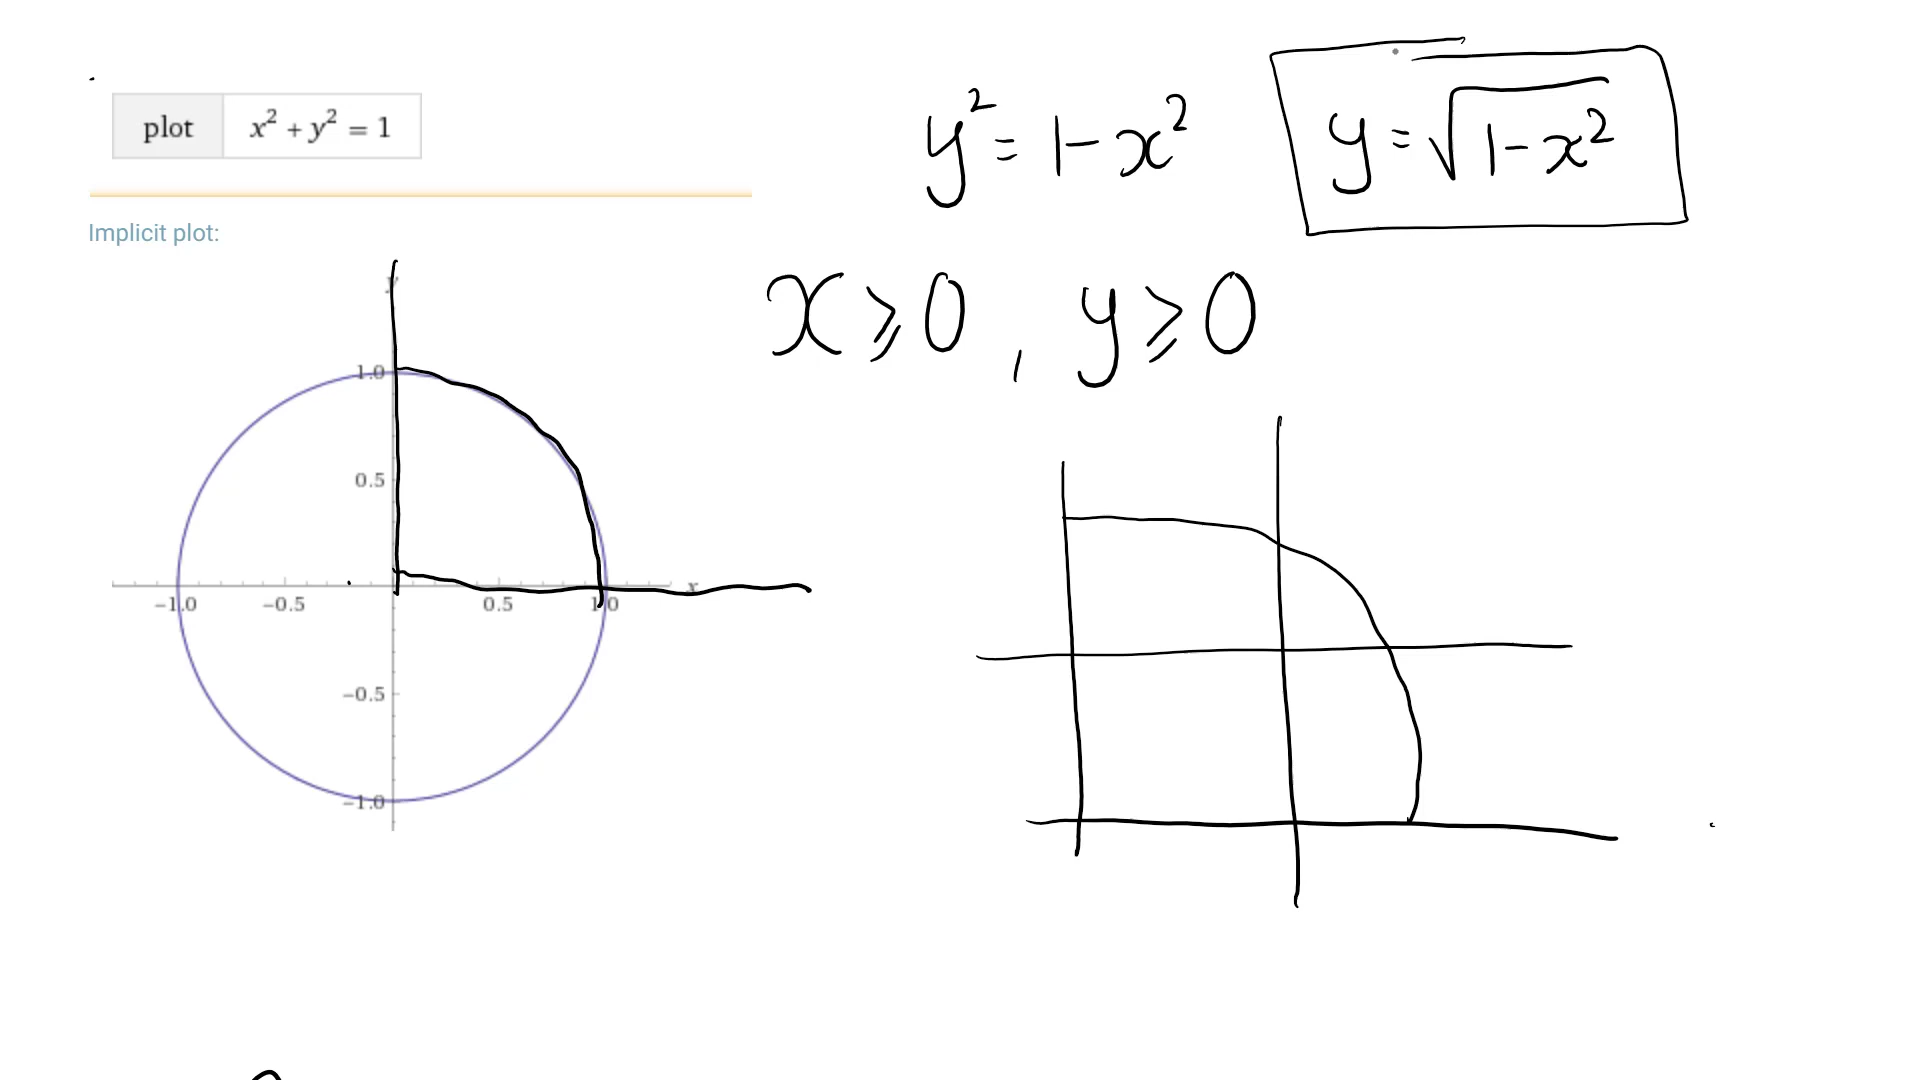 plot x² + y² = 1
y² = 1 - x²
y = √(1 - x²)
Implicit plot:
x ⩾ 0 , y ⩾ 0
y
1.0
0.5
x
-1.0 -0.5 0.5 1.0
-0.5
-1.0